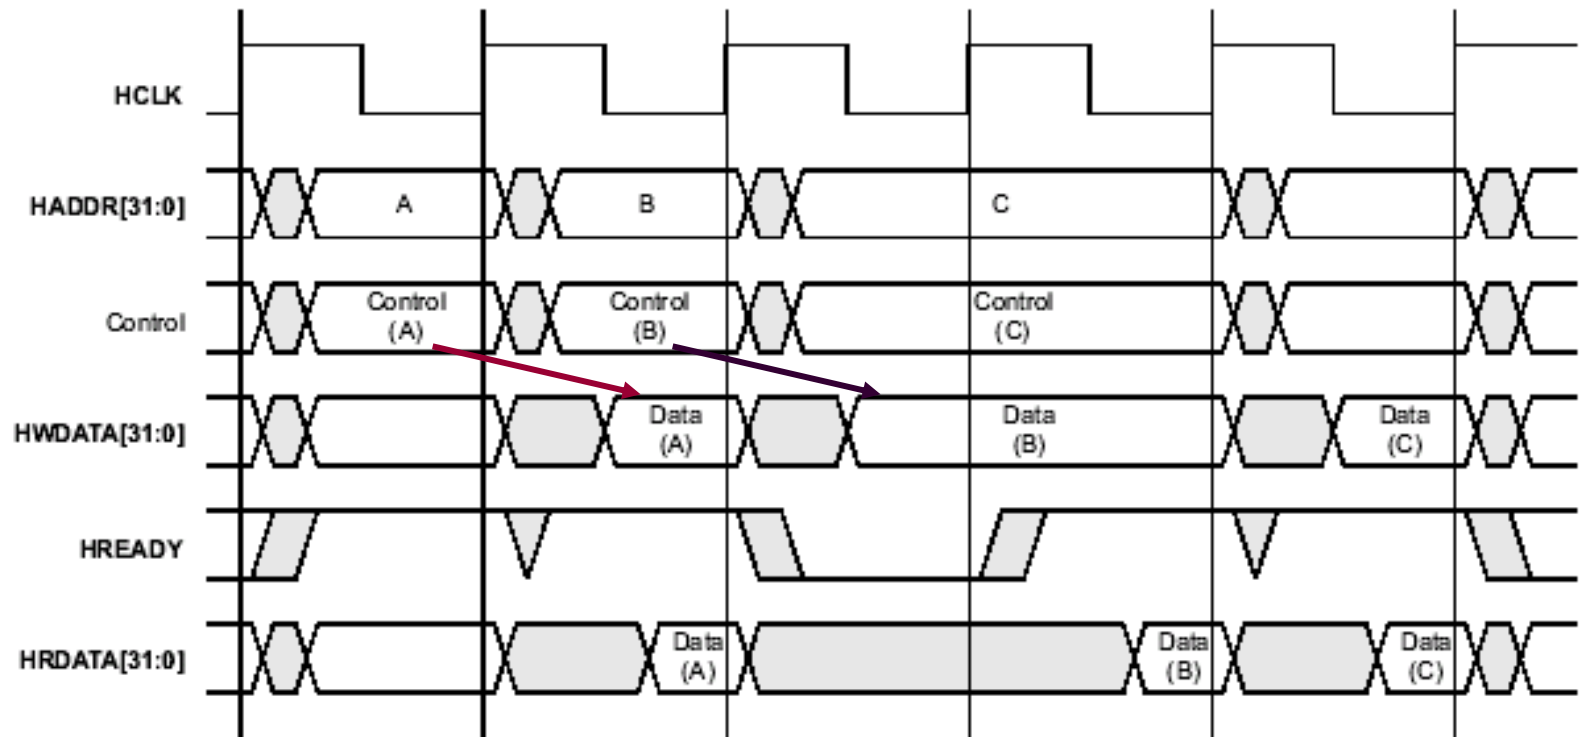 HCLK
HADDR[31:0]
A
B
C
Control
Control
(A)
Control
(B)
Control
(C)
HWDATA[31:0]
Data
(A)
Data
(B)
Data
(C)
HREADY
HRDATA[31:0]
Data
(A)
Data
(B)
Data
(C)